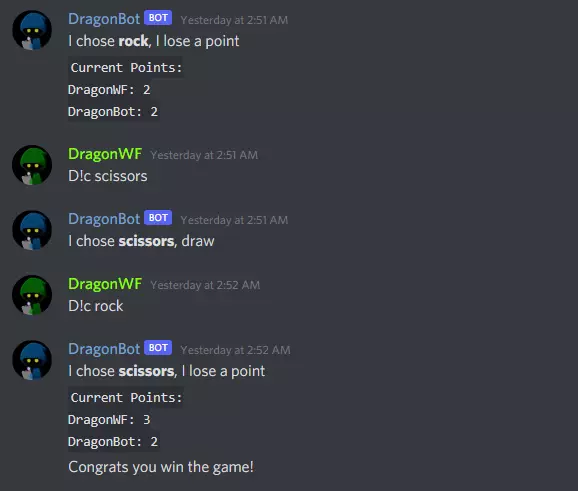 DragonBot BOT Yesterday at 2:51 AM
I chose rock, I lose a point
Current Points:
DragonWF: 2
DragonBot: 2
DragonWF Yesterday at 2:51 AM
D!c scissors
DragonBot BOT Yesterday at 2:51 AM
I chose scissors, draw
DragonWF Yesterday at 2:52 AM
D!c rock
DragonBot BOT Yesterday at 2:52 AM
I chose scissors, I lose a point
Current Points:
DragonWF: 3
DragonBot: 2
Congrats you win the game!